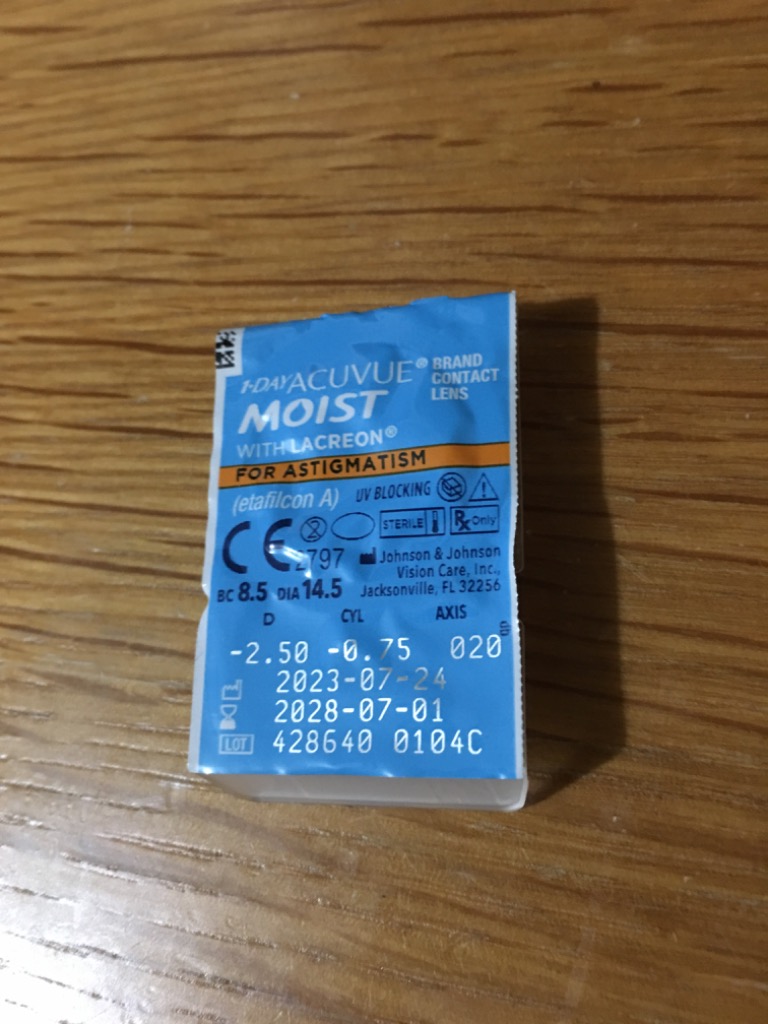 1-DAY ACUVUE® BRAND
CONTACT
LENS
MOIST
WITH LACREON®
FOR ASTIGMATISM
(etafilcon A) UV BLOCKING
STERILE Rx Only
CE 2797 Johnson & Johnson
Vision Care, Inc.,
BC 8.5 DIA 14.5 Jacksonville, FL 32256
D CYL AXIS
-2.50 -0.75 020
2023-07-24
2028-07-01
LOT 428640 0104C